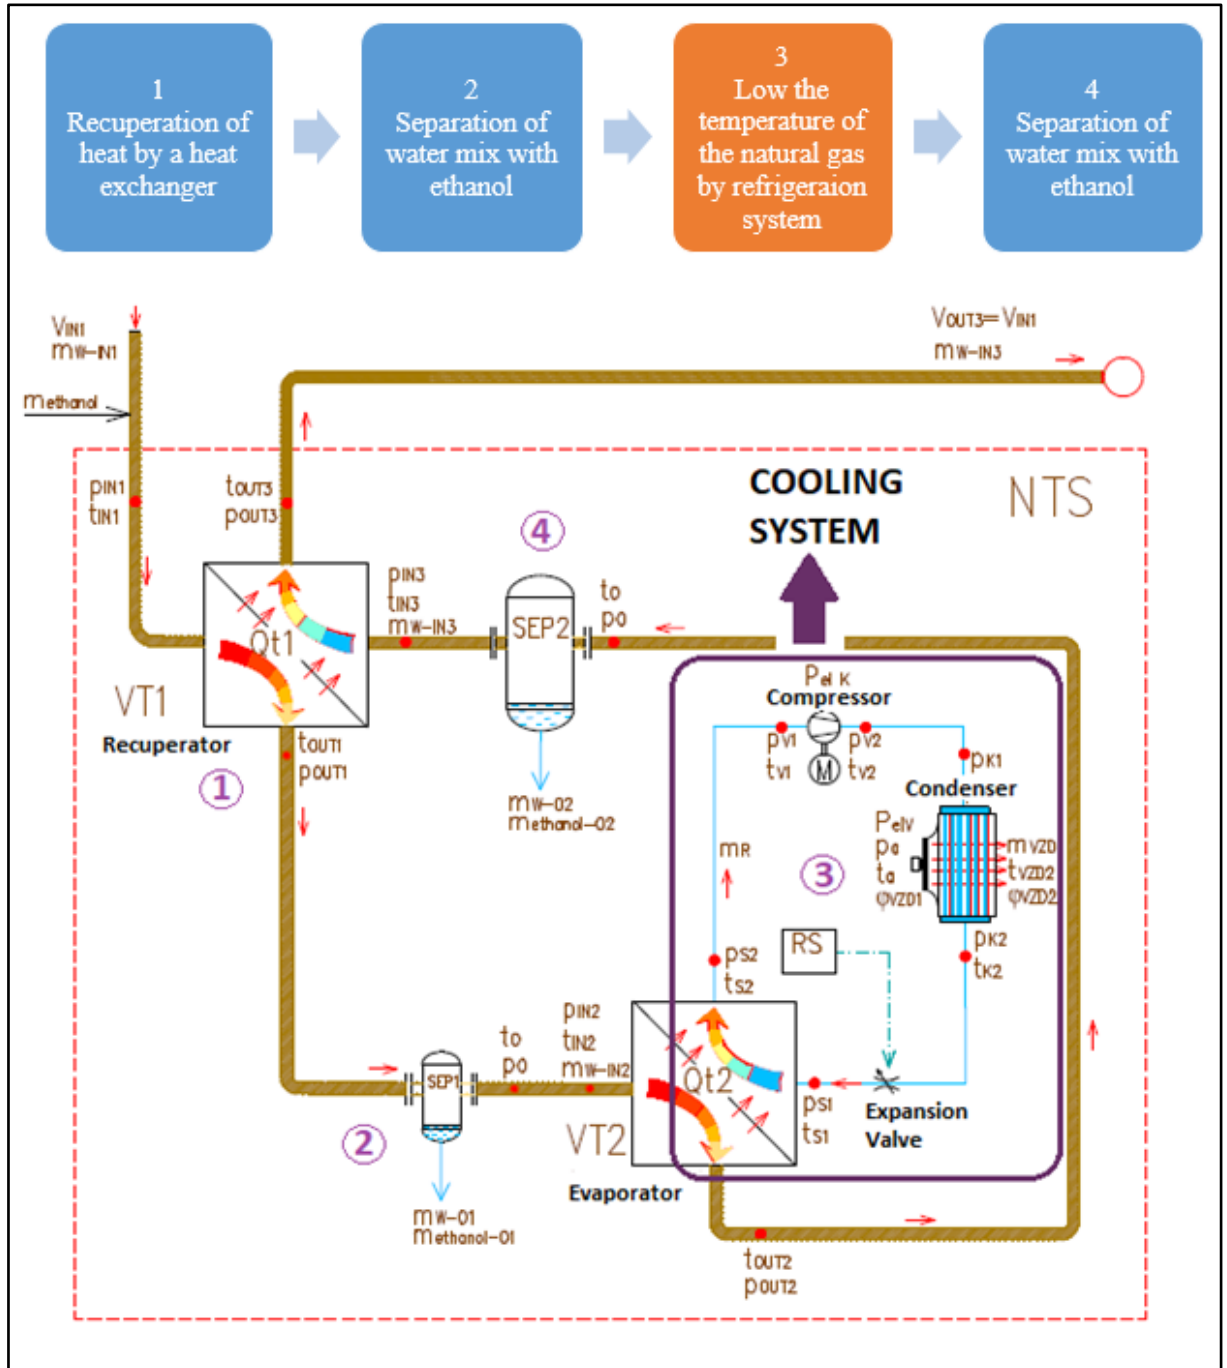 1
Recuperation of
heat by a heat
exchanger
2
Separation of
water mix with
ethanol
3
Low the
temperature of
the natural gas
by refrigeraion
system
4
Separation of
water mix with
ethanol
VIN1
mW-IN1
methanol
VOUT3=VIN1
mW-IN3
pIN1
tIN1
tOUT3
pOUT3
COOLING
SYSTEM
NTS
4
pIN3
tIN3
mW-IN3
SEP2
to
po
Qt1
VT1
Recuperator
tOUT1
pOUT1
1
mW-02
methanol-02
Pel K
Compressor
pV1
tV1
M
pV2
tV2
pK1
Condenser
PelV
pa
ta
φVZD1
mVZD
tVZD2
φVZD2
mR
3
RS
pK2
tK2
pS2
tS2
pIN2
tIN2
mW-IN2
to
po
SEP1
Qt2
pS1
tS1
Expansion
Valve
2
VT2
Evaporator
mW-01
methanol-01
tOUT2
pOUT2